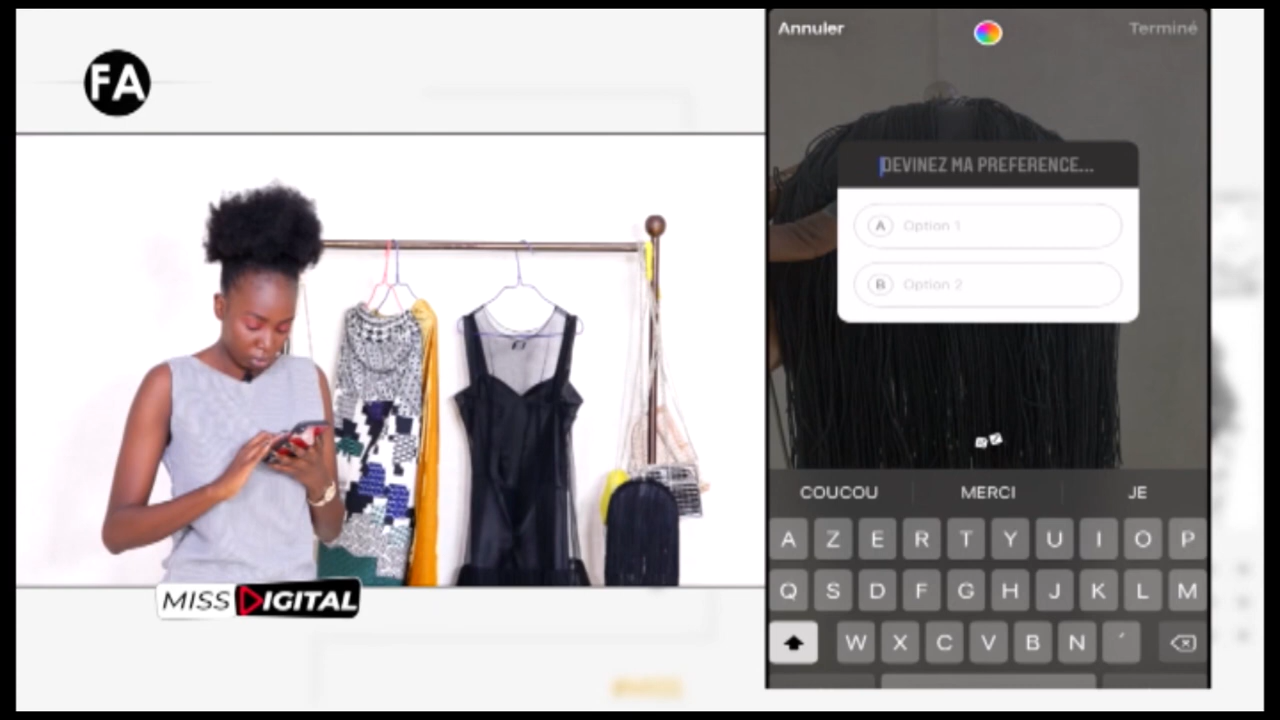 FA
MISS DIGITAL
Annuler
Terminé
DEVINEZ MA PREFERENCE...
A Option 1
B Option 2
COUCOU MERCI JE
A Z E R T Y U I O P
Q S D F G H J K L M
W X C V B N ´